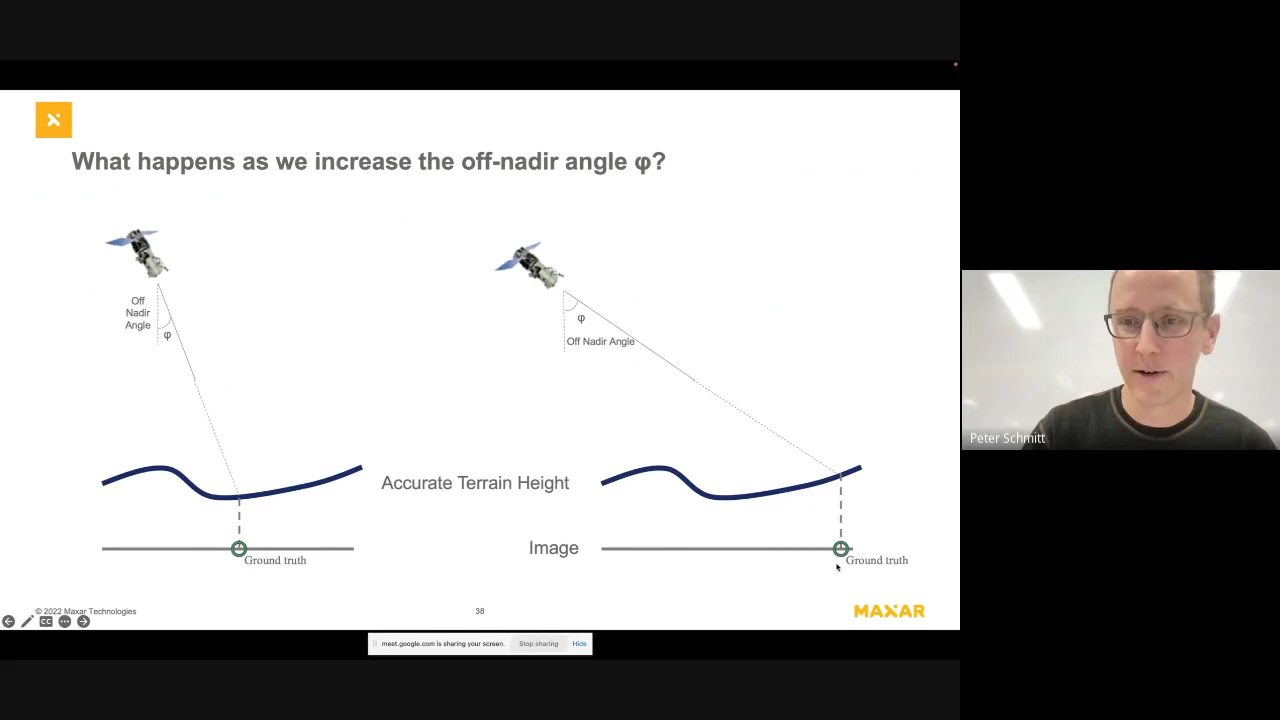 What happens as we increase the off-nadir angle φ?
Off
Nadir
Angle
φ
φ
Off Nadir Angle
Accurate Terrain Height
Image
Ground truth
Ground truth
Peter Schmitt
© 2022 Maxar Technologies
38
MAXAR
CC
meet.google.com is sharing your screen.
Stop sharing
Hide